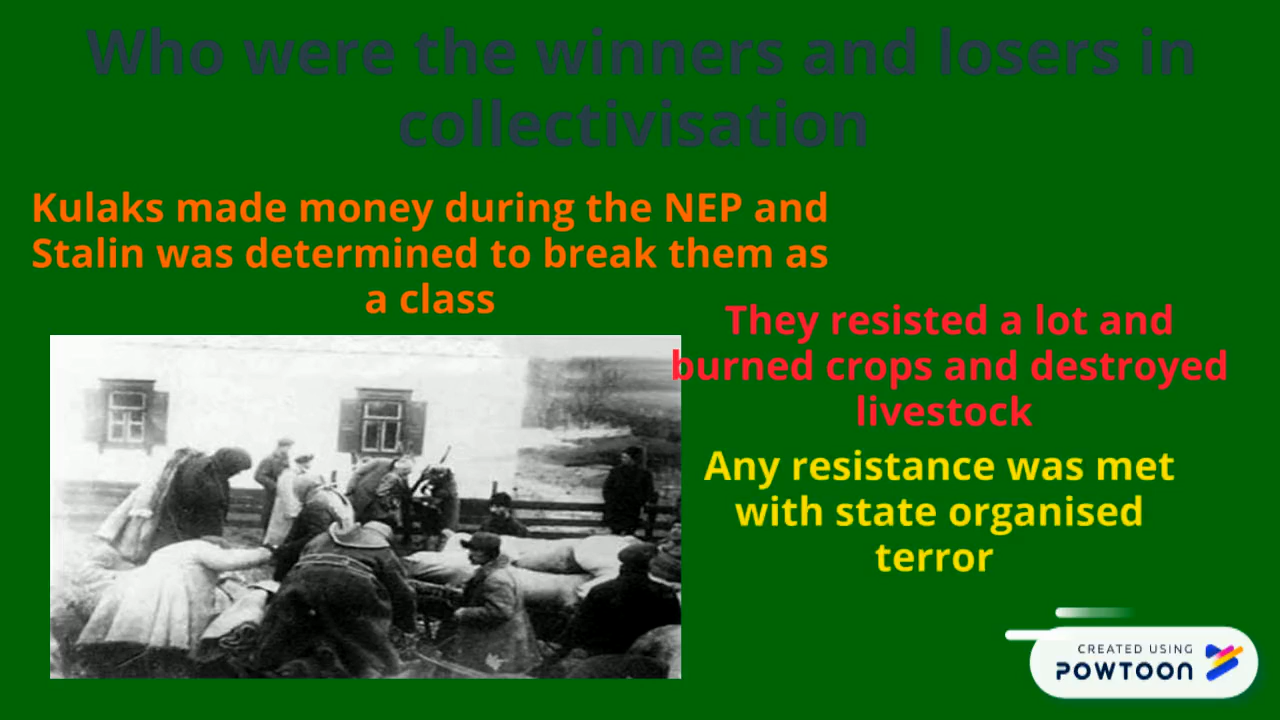 Who were the winners and losers in
collectivisation
Kulaks made money during the NEP and
Stalin was determined to break them as
a class
They resisted a lot and
burned crops and destroyed
livestock
Any resistance was met
with state organised
terror
CREATED USING
POWTOON